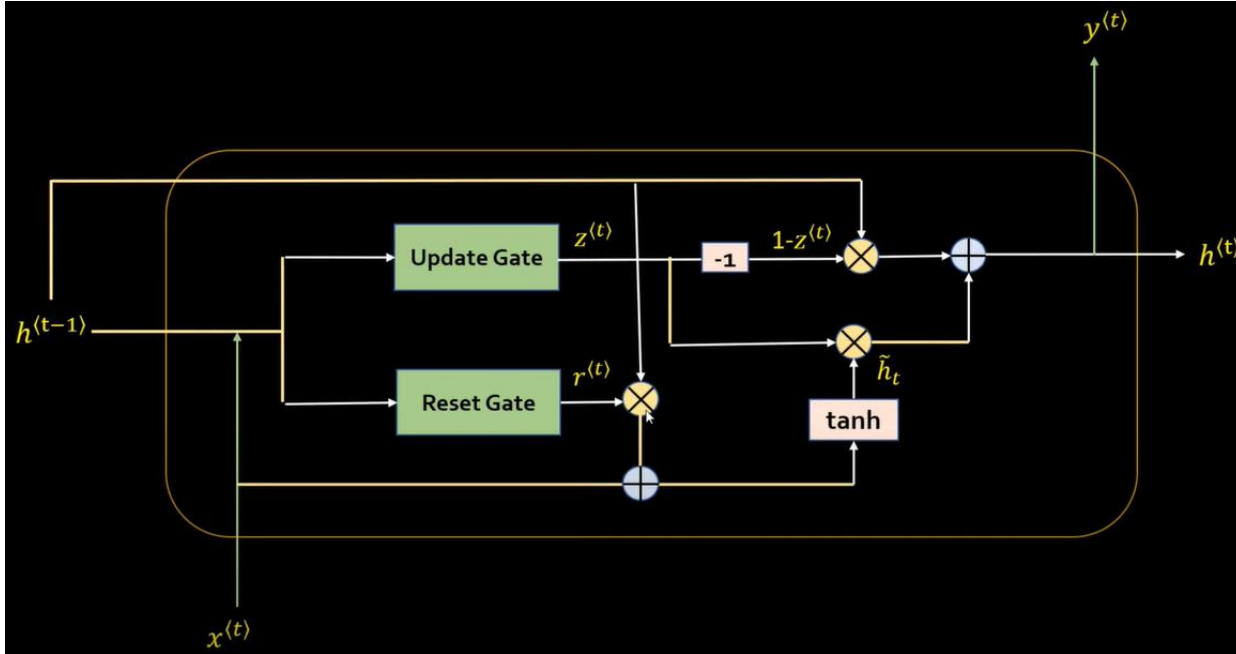 y⟨t⟩
Update Gate
z⟨t⟩
-1
1-z⟨t⟩
h⟨t⟩
h⟨t−1⟩
Reset Gate
r⟨t⟩
h̃ₜ
tanh
x⟨t⟩